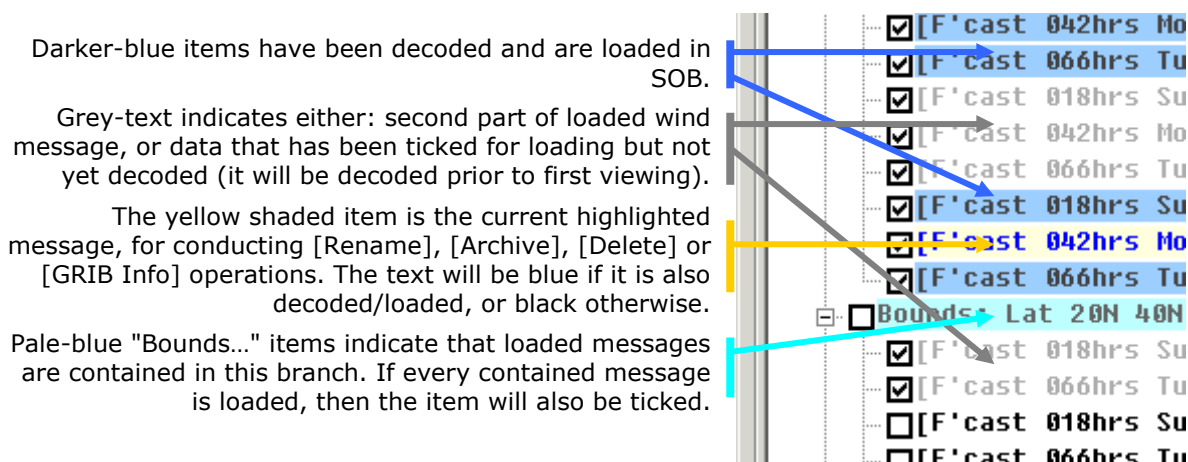 Darker-blue items have been decoded and are loaded in
SOB.
Grey-text indicates either: second part of loaded wind
message, or data that has been ticked for loading but not
yet decoded (it will be decoded prior to first viewing).
The yellow shaded item is the current highlighted
message, for conducting [Rename], [Archive], [Delete] or
[GRIB Info] operations. The text will be blue if it is also
decoded/loaded, or black otherwise.
Pale-blue "Bounds…" items indicate that loaded messages
are contained in this branch. If every contained message
is loaded, then the item will also be ticked.
[F'cast 042hrs Mo
[F'cast 066hrs Tu
[F'cast 018hrs Su
[F'cast 042hrs Mo
[F'cast 066hrs Tu
[F'cast 018hrs Su
[F'cast 042hrs Mo
[F'cast 066hrs Tu
Bounds: Lat 20N 40N
[F'cast 018hrs Su
[F'cast 066hrs Tu
[F'cast 018hrs Su
[F'cast 066hrs Tu